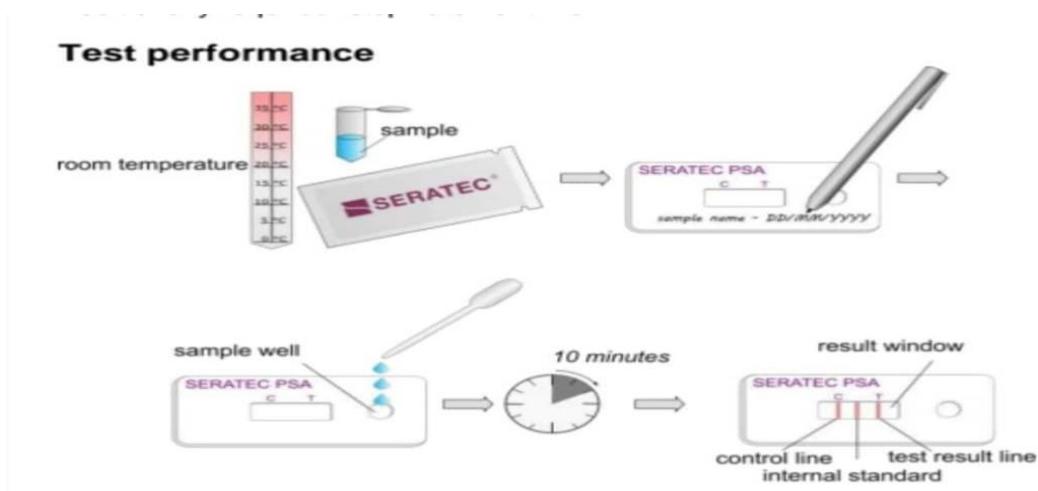 Test performance
35 °C
30 °C
25 °C
20 °C
15 °C
10 °C
5 °C
0 °C
room temperature
sample
SERATEC®
SERATEC PSA
C T
sample name - DD/MM/YYYY
sample well
SERATEC PSA
C T
10 minutes
result window
SERATEC PSA
C T
control line
internal standard
test result line